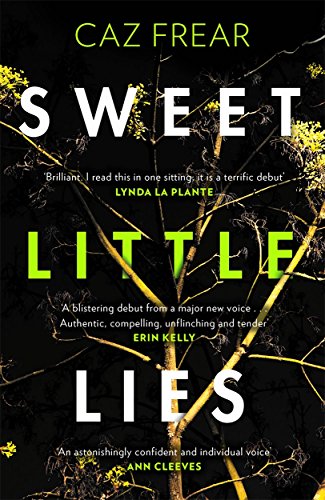 CAZ FREAR
SWEET
'Brilliant. I read this in one sitting, it is a terrific debut'
LYNDA LA PLANTE
LITTLE
A blistering debut from a major new voice . . .
Authentic, compelling, unflinching and tender
ERIN KELLY
LIES
'An astonishingly confident and individual voice'
ANN CLEEVES